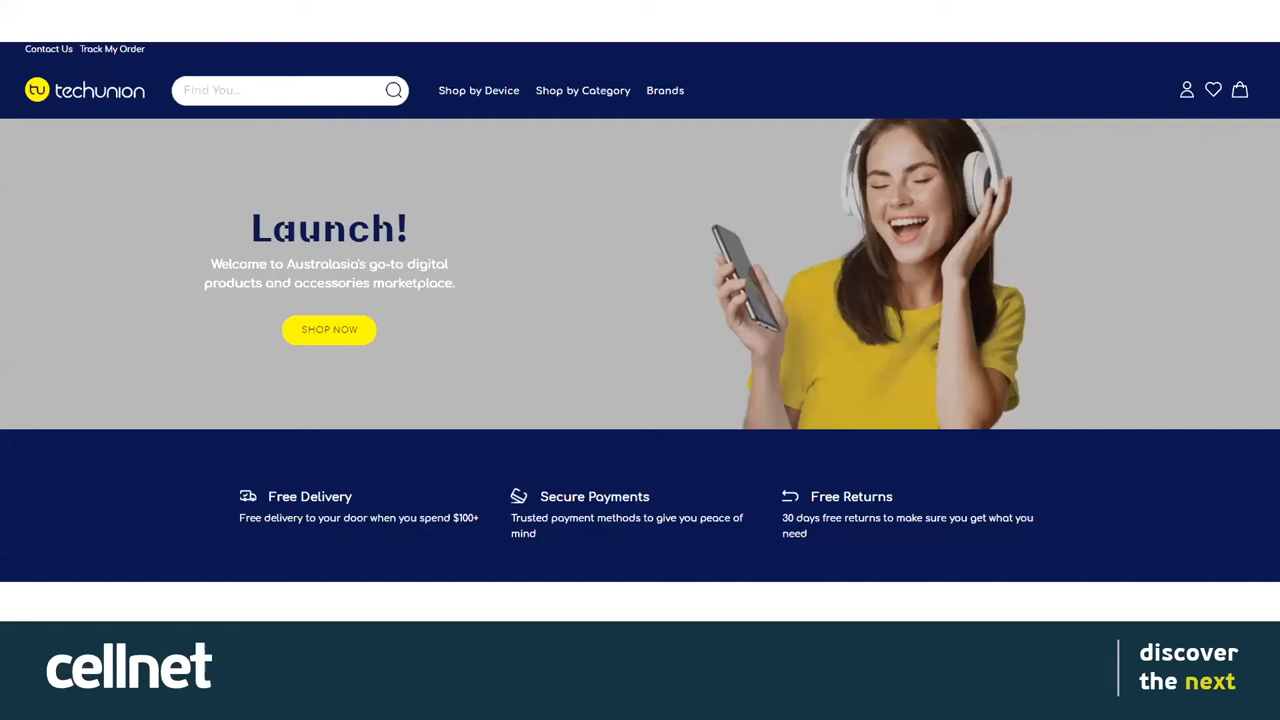 Contact Us Track My Order
tu techunion
Find You...
Shop by Device Shop by Category Brands
Launch!
Welcome to Australasia's go-to digital
products and accessories marketplace.
SHOP NOW
Free Delivery
Free delivery to your door when you spend $100+
Secure Payments
Trusted payment methods to give you peace of
mind
Free Returns
30 days free returns to make sure you get what you
need
cellnet
discover
the next